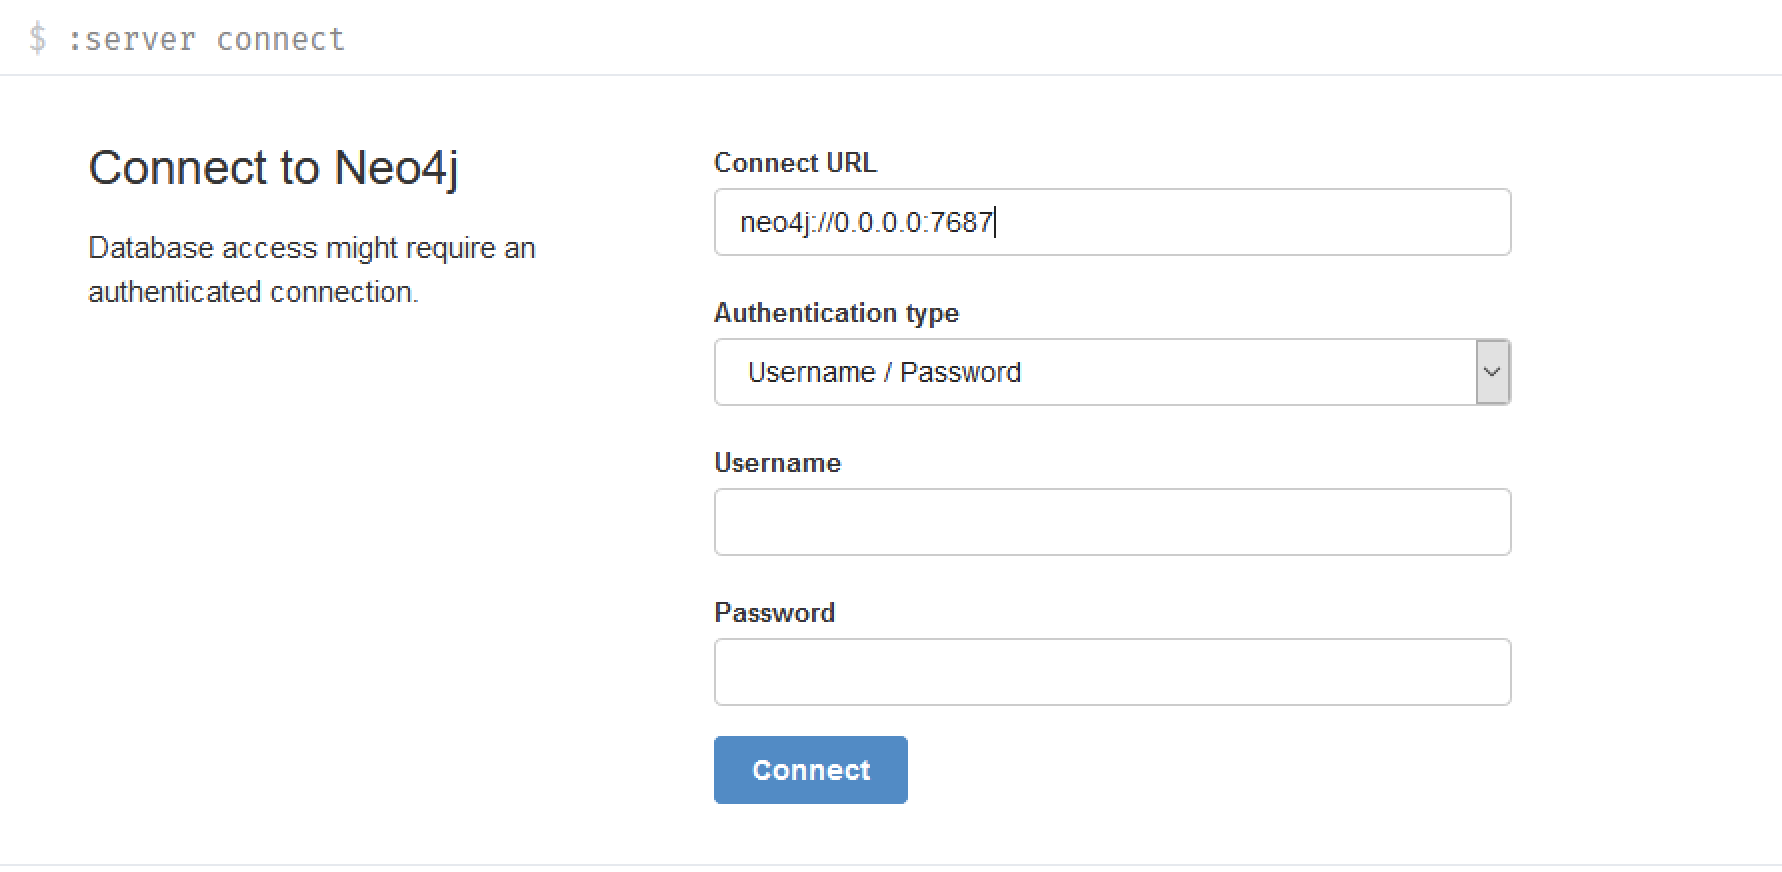 $ :server connect
Connect to Neo4j
Database access might require an
authenticated connection.
Connect URL
neo4j://0.0.0.0:7687
Authentication type
Username / Password
Username
Password
Connect